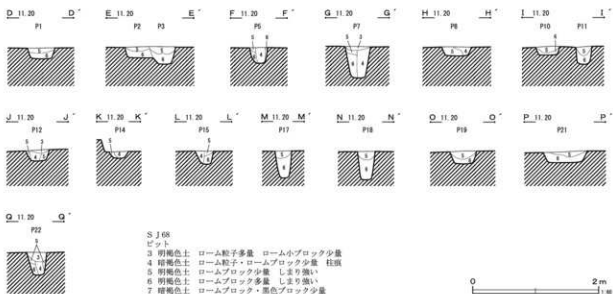 D 11.20 D´ E 11.20 E´ F 11.20 F´ G 11.20 G´ H 11.20 H´ I 11.20 I´
P1 P2 P3 P5 P7 P8 P10 P11
J 11.20 J´ K 11.20 K´ L 11.20 L´ M 11.20 M´ N 11.20 N´ O 11.20 O´ P 11.20 P´
P12 P14 P15 P17 P18 P19 P21
Q 11.20 Q´
P22
SJ68
ピット
3 明褐色土 ローム粒子多量 ローム小ブロック少量
4 暗褐色土 ローム粒子・ロームブロック少量 柱痕
5 明褐色土 ロームブロック少量 しまり強い
6 明褐色土 ロームブロック多量 しまり強い
7 暗褐色土 ロームブロック・黒色ブロック少量
0 2m